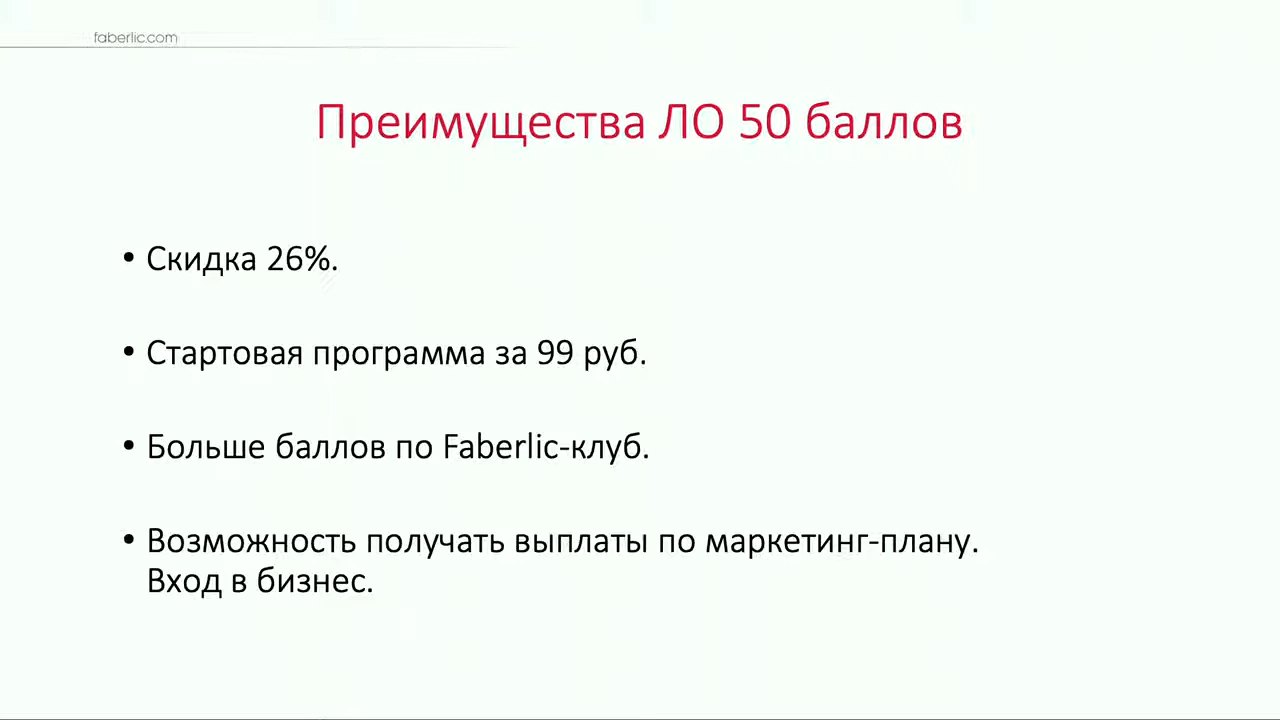 faberlic.com
Преимущества ЛО 50 баллов
• Скидка 26%.
• Стартовая программа за 99 руб.
• Больше баллов по Faberlic-клуб.
• Возможность получать выплаты по маркетинг-плану.
Вход в бизнес.